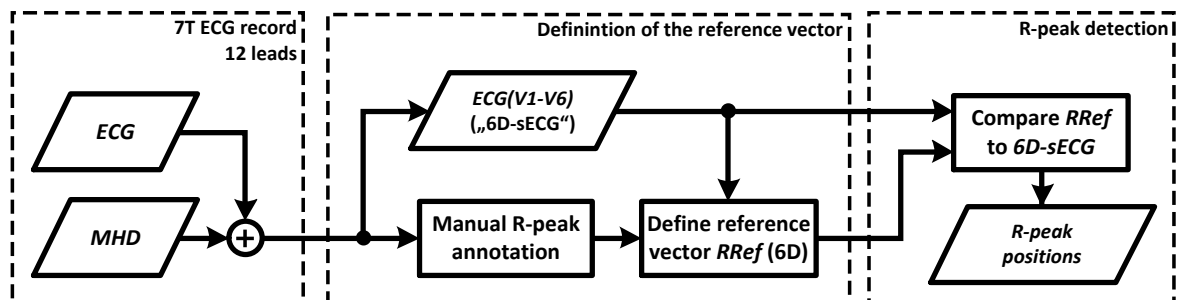 7T ECG record
12 leads
ECG
MHD
+
Definintion of the reference vector
ECG(V1-V6)
(„6D-sECG“)
Manual R-peak
annotation
Define reference
vector RRef (6D)
R-peak detection
Compare RRef
to 6D-sECG
R-peak
positions